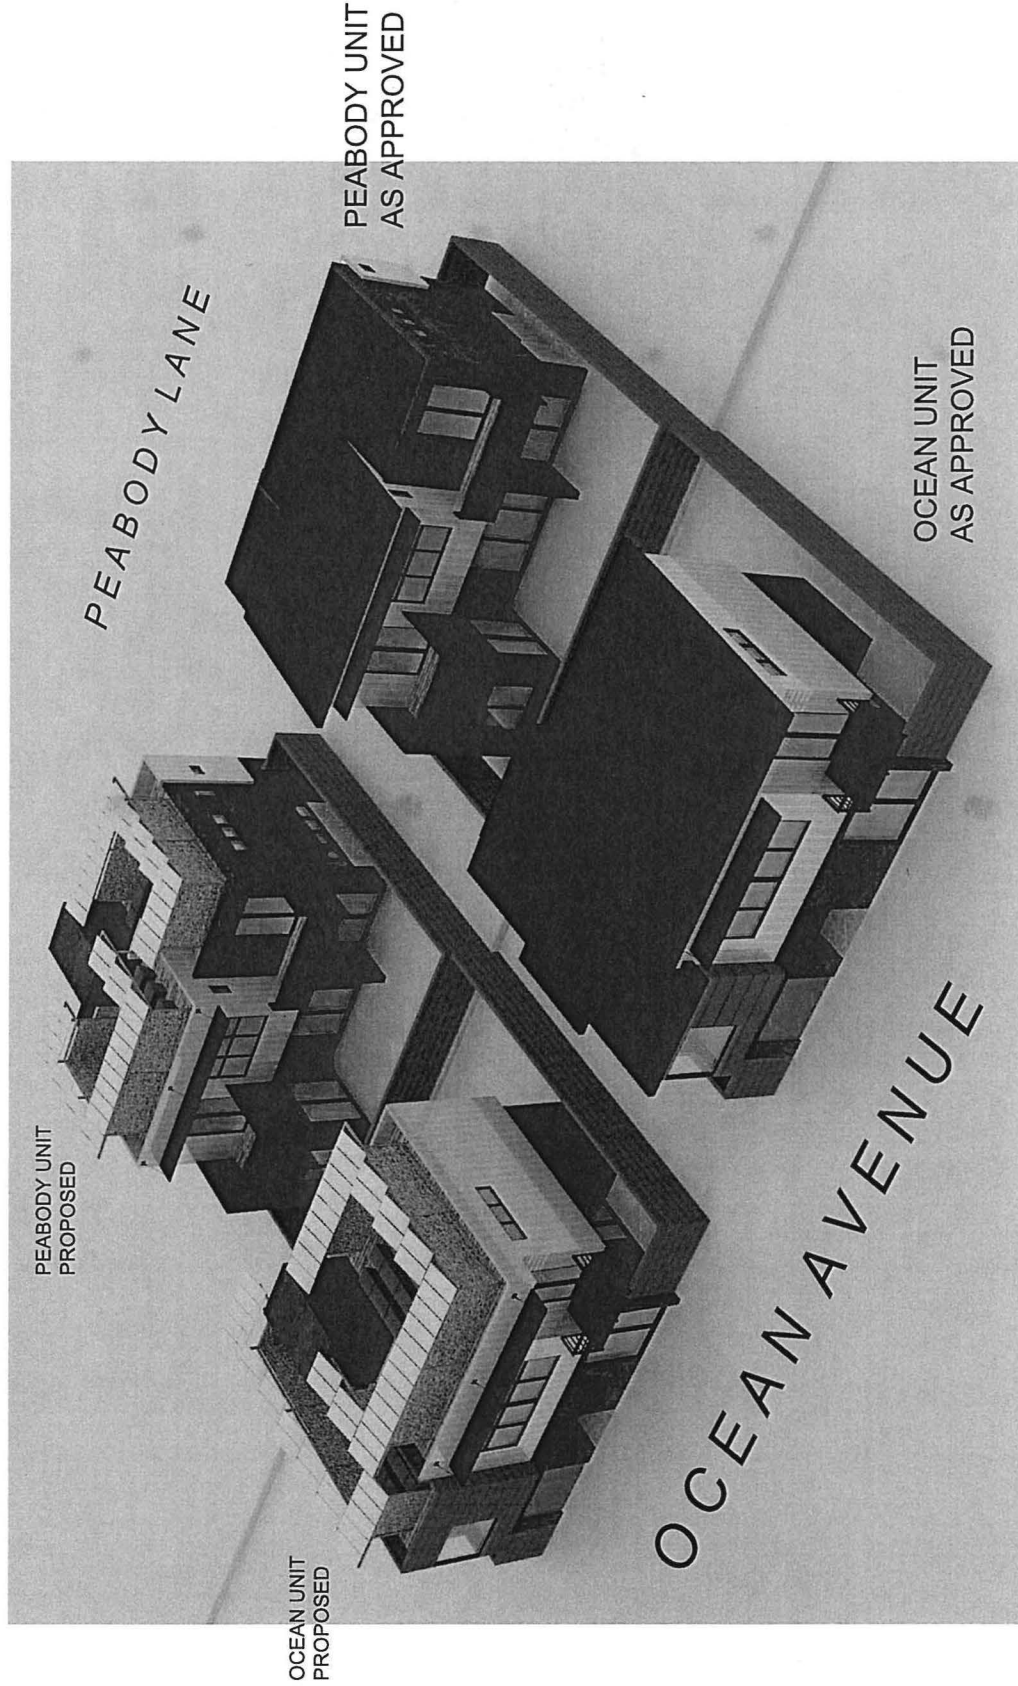 PEABODY UNIT
PROPOSED
PEABODY LANE
PEABODY UNIT
AS APPROVED
OCEAN UNIT
PROPOSED
OCEAN AVENUE
OCEAN UNIT
AS APPROVED